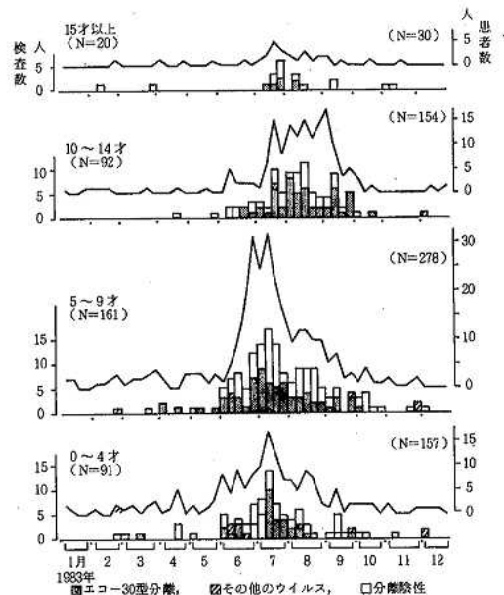 人 検査数
人 患者数
15才以上
(N=20)
(N=30)
5
0
5
0
10～14才
(N=92)
(N=154)
10
5
0
15
10
5
0
5～9才
(N=161)
(N=278)
15
10
5
0
30
20
10
0
0～4才
(N=91)
(N=157)
15
10
5
0
15
10
5
0
1月 2 3 4 5 6 7 8 9 10 11 12
1983年
エコー30型分離, その他のウイルス, 分離陰性